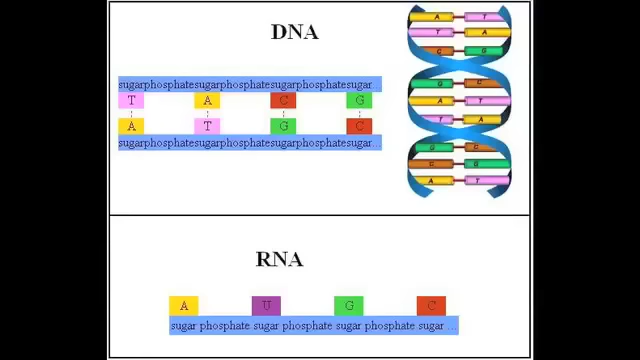 DNA
sugarphosphatesugarphosphatesugarphosphatesugar...
T A C G
A T G C
sugarphosphatesugarphosphatesugarphosphatesugar...
A T
T A
C G
G C
A T
T A
G C
C G
A T
RNA
A U G C
sugar phosphate sugar phosphate sugar phosphate sugar ...